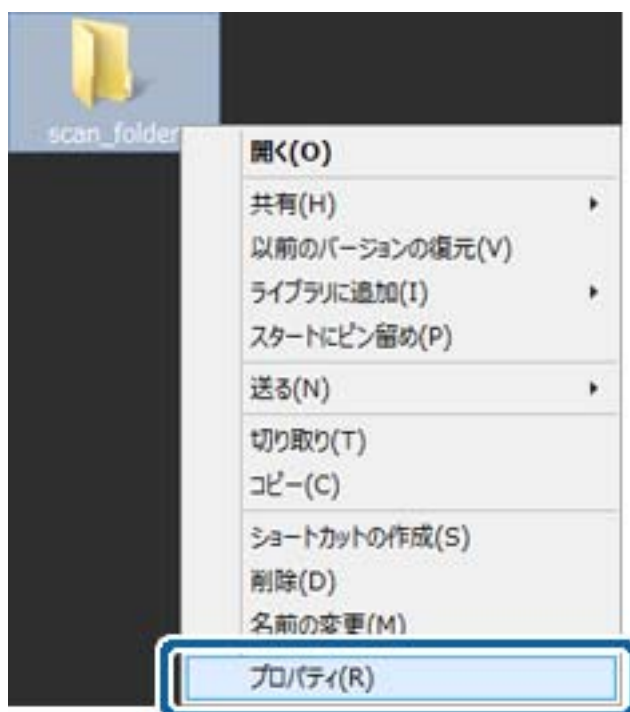 scan_folder
開く(O)
共有(H)
以前のバージョンの復元(V)
ライブラリに追加(I)
スタートにピン留め(P)
送る(N)
切り取り(T)
コピー(C)
ショートカットの作成(S)
削除(D)
名前の変更(M)
プロパティ(R)